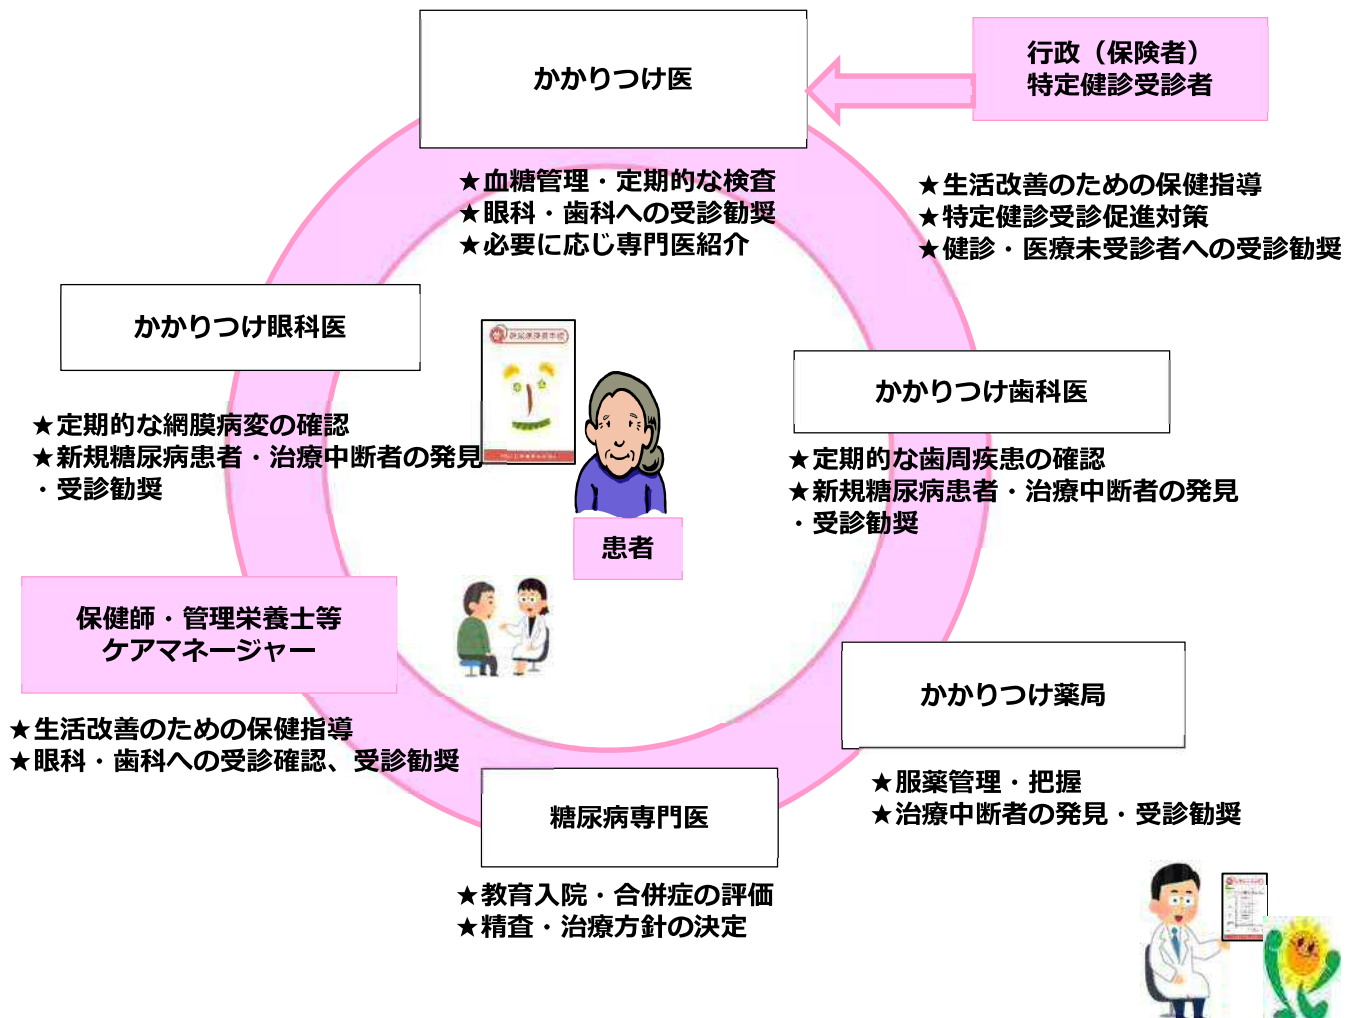 かかりつけ医
行政（保険者）
特定健診受診者
★血糖管理・定期的な検査
★眼科・歯科への受診勧奨
★必要に応じ専門医紹介
★生活改善のための保健指導
★特定健診受診促進対策
★健診・医療未受診者への受診勧奨
かかりつけ眼科医
★定期的な網膜病変の確認
★新規糖尿病患者・治療中断者の発見
・受診勧奨
かかりつけ歯科医
★定期的な歯周疾患の確認
★新規糖尿病患者・治療中断者の発見
・受診勧奨
患者
保健師・管理栄養士等
ケアマネージャー
★生活改善のための保健指導
★眼科・歯科への受診確認、受診勧奨
かかりつけ薬局
★服薬管理・把握
★治療中断者の発見・受診勧奨
糖尿病専門医
★教育入院・合併症の評価
★精査・治療方針の決定